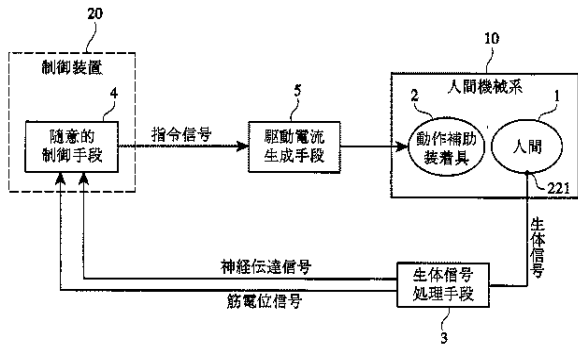 20
制御装置
4
随意的
制御手段
指令信号
5
駆動電流
生成手段
10
人間機械系
2
1
動作補助
装着具
人間
221
生体信号
神経伝達信号
筋電位信号
生体信号
処理手段
3